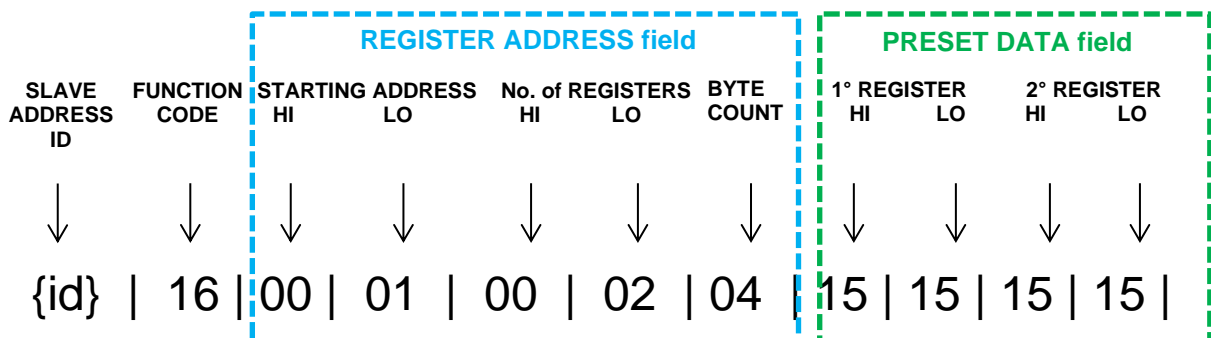 REGISTER ADDRESS field
PRESET DATA field
SLAVE FUNCTION STARTING ADDRESS No. of REGISTERS BYTE 1° REGISTER 2° REGISTER
ADDRESS CODE HI LO HI LO COUNT HI LO HI LO
ID
{id} | 16 | 00 | 01 | 00 | 02 | 04 | 15 | 15 | 15 | 15 |